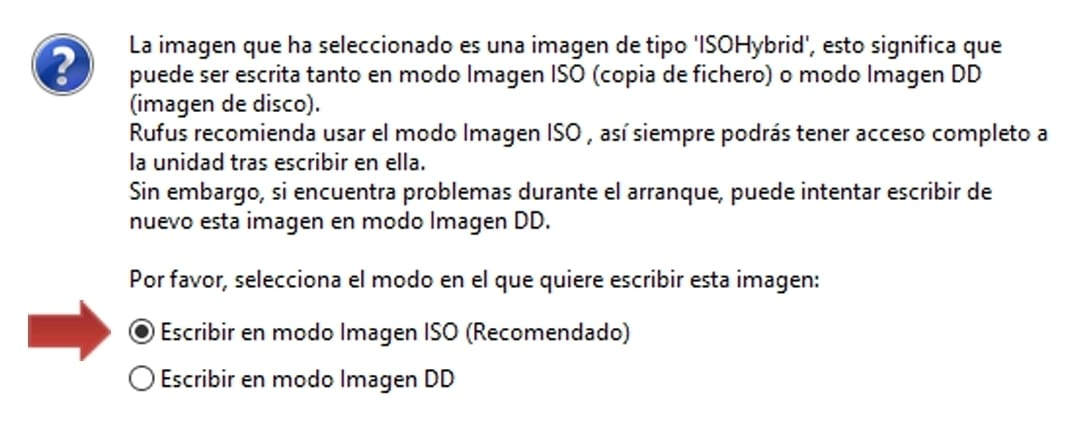 La imagen que ha seleccionado es una imagen de tipo 'ISOHybrid', esto significa que
puede ser escrita tanto en modo Imagen ISO (copia de fichero) o modo Imagen DD
(imagen de disco).
Rufus recomienda usar el modo Imagen ISO , así siempre podrás tener acceso completo a
la unidad tras escribir en ella.
Sin embargo, si encuentra problemas durante el arranque, puede intentar escribir de
nuevo esta imagen en modo Imagen DD.
Por favor, selecciona el modo en el que quiere escribir esta imagen:
Escribir en modo Imagen ISO (Recomendado)
Escribir en modo Imagen DD